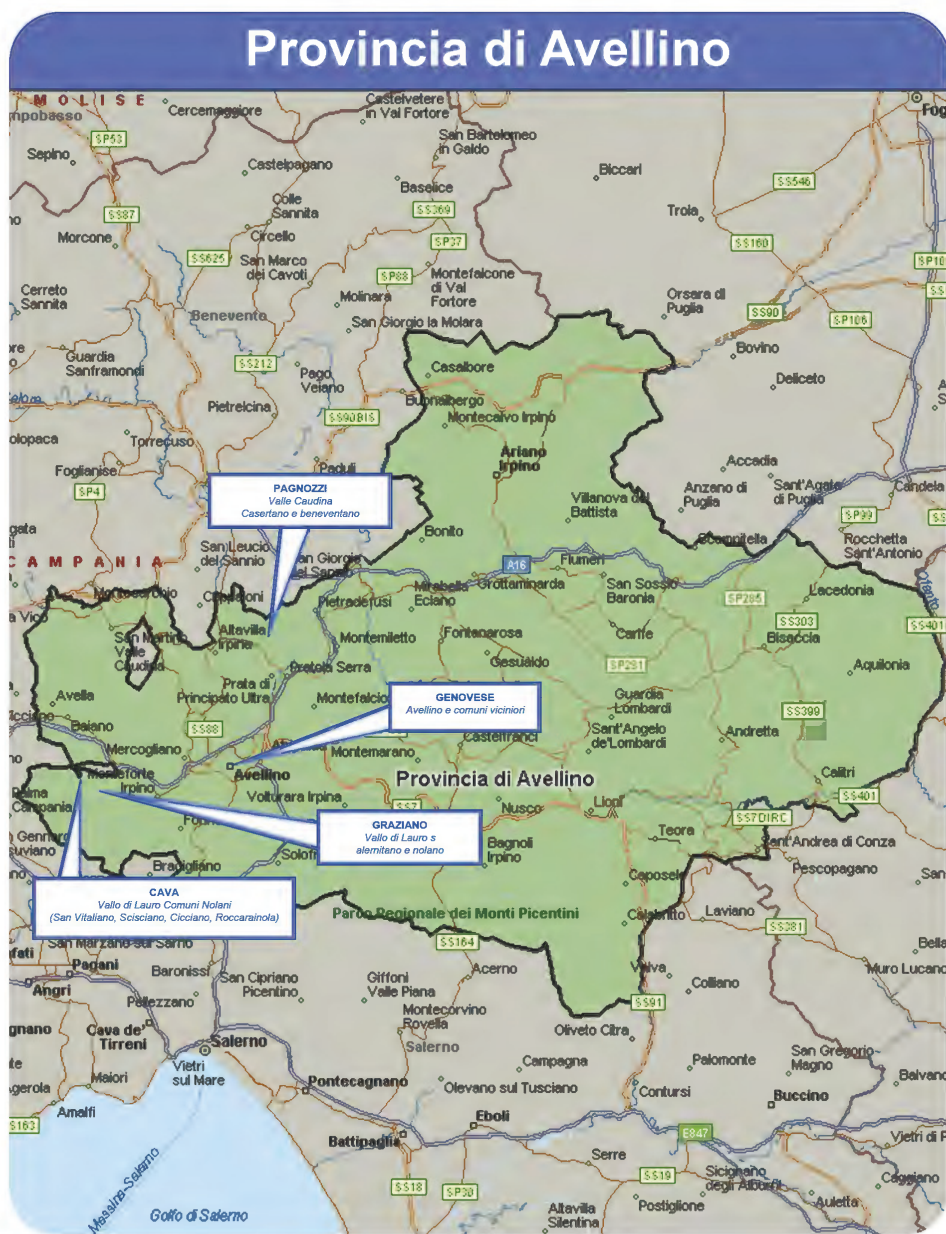 Provincia di Avellino
MOLISE
Cercemaggiore
Castelvetere
in Val Fortore
SP53
Sepino
San Bartolomeo
in Galdo
Castelpagano
Biccari
Baselice
SS546
Colle
Sannita
SS87
SS369
Troia
Circello
Morcone
SP37
SS160
SS625
San Marco
dei Cavoti
SP88
Montefalcone
di Val
Fortore
Cerreto
Sannita
Molinara
Orsara di
Puglia
SS90
SP106
Benevento
San Giorgio la Molara
Guardia
Sanframondi
SS212
Bovino
Pago
Veiano
Casalbore
Deliceto
Pietrelcina
Buonalbergo
SS90BIS
Montecalvo Irpino
Torrecuso
Ariano
Irpino
Foglianise
Paduli
Accadia
SP4
Anzano di
Puglia
Sant'Agata
di Puglia
Candela
PAGNOZZI
Valle Caudina
Casertano e beneventano
Villanova del
Battista
SP99
Bonito
Rocchetta
Sant'Antonio
San Leucio
del Sannio
CAMPANIA
A16
Flumeri
Grottaminarda
Mirabella
Eclano
San Sossio
Baronia
Lacedonia
Pietradefusi
SP285
SS303
SS401
Altavilla
Irpina
San Martino
Valle
Caudina
Montemiletto
Fontanarosa
Carife
Bisaccia
Gesualdo
SP281
Aquilonia
Pratola Serra
Prata di
Principato Ultra
Avella
Guardia
Lombardi
GENOVESE
Avellino e comuni viciniori
SS399
Baiano
SS88
Castelfranci
Sant'Angelo
de'Lombardi
Andretta
Mercogliano
Montemarano
Avellino
Provincia di Avellino
Calitri
Monteforte
Irpino
Palma
Campania
Volturara Irpina
SS7
Nusco
Lioni
SS401
SS7DIRC
GRAZIANO
Vallo di Lauro s
alernitano e nolano
Teora
Sant'Andrea di Conza
Bagnoli
Irpino
Pescopagano
Bracigliano
Caposele
CAVA
Vallo di Lauro Comuni Nolani
(San Vitaliano, Scisciano, Cicciano, Roccarainola)
Parco Regionale dei Monti Picentini
Calabritto
Laviano
SS381
San Marzano sul Sarno
SS164
Pagani
Baronissi
San Cipriano
Picentino
Giffoni
Valle Piana
Acerno
Valva
Muro Lucano
Angri
Colliano
Pellezzano
SS91
Montecorvino
Rovella
Cava de'
Tirreni
Oliveto Citra
Salerno
Salerno
Vietri
sul Mare
Campagna
Palomonte
San Gregorio
Magno
Maiori
Pontecagnano
Olevano sul Tusciano
Contursi
Buccino
Amalfi
Eboli
Battipaglia
E847
Serre
SS19
Sicignano
degli Alburni
SS18
SP30
Postiglione
Auletta
Caggiano
Messina-Salerno
Golfo di Salerno
Altavilla
Silentina